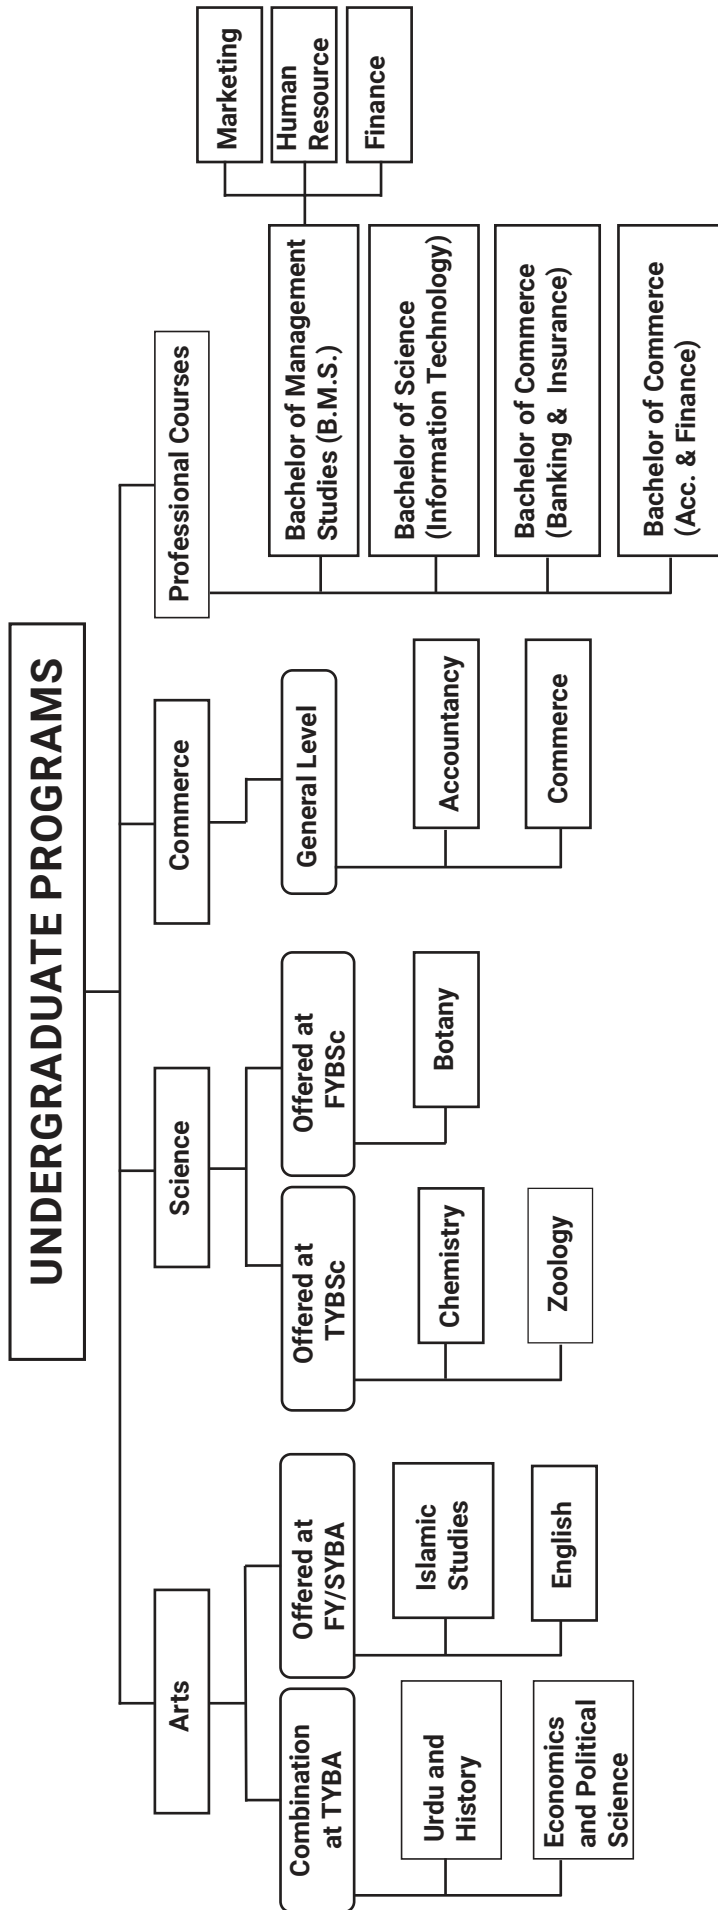 UNDERGRADUATE PROGRAMS
Arts
Combination
at TYBA
Urdu and
History
Economics
and Political
Science
Offered at
FY/SYBA
Islamic
Studies
English
Science
Offered at
TYBSc
Chemistry
Zoology
Offered at
FYBSc
Botany
Commerce
General Level
Accountancy
Commerce
Professional Courses
Bachelor of Management
Studies (B.M.S.)
Marketing
Human
Resource
Finance
Bachelor of Science
(Information Technology)
Bachelor of Commerce
(Banking & Insurance)
Bachelor of Commerce
(Acc. & Finance)